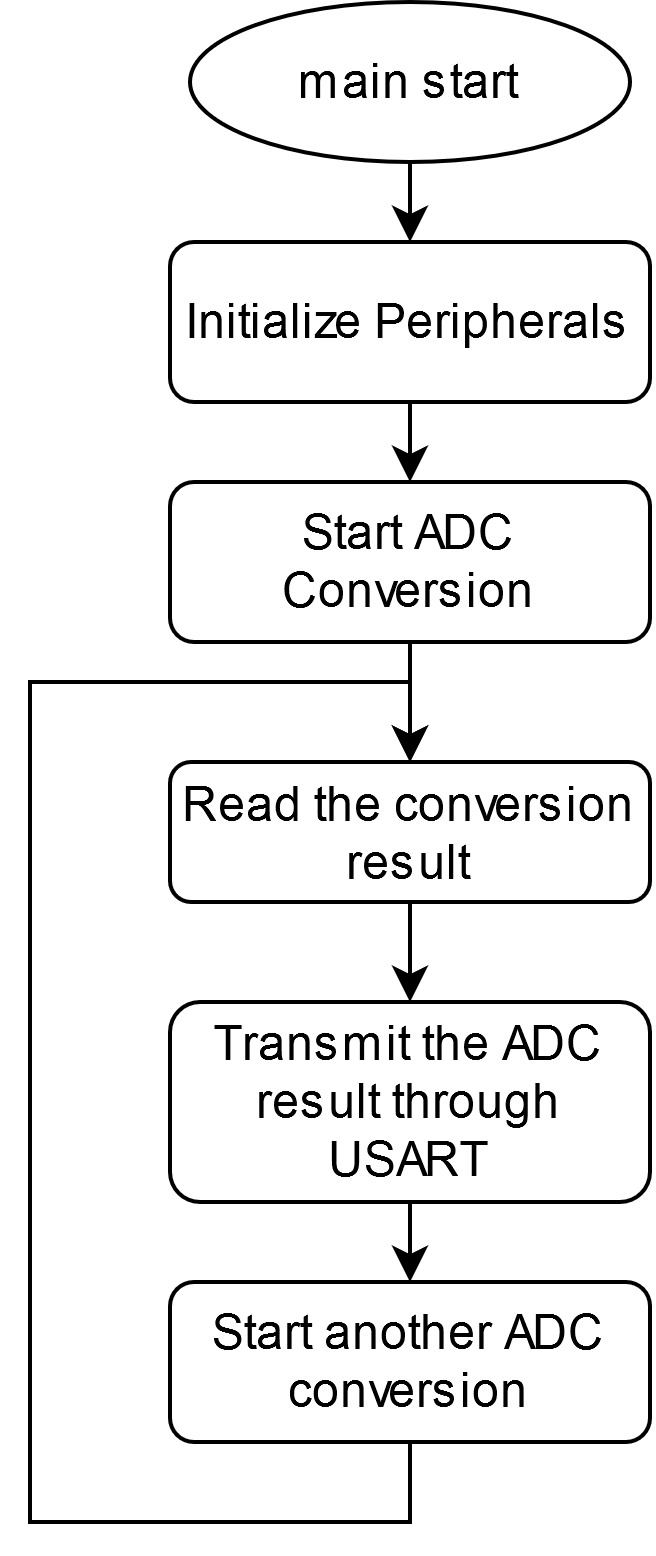 main start
Initialize Peripherals
Start ADC
Conversion
Read the conversion
result
Transmit the ADC
result through
USART
Start another ADC
conversion